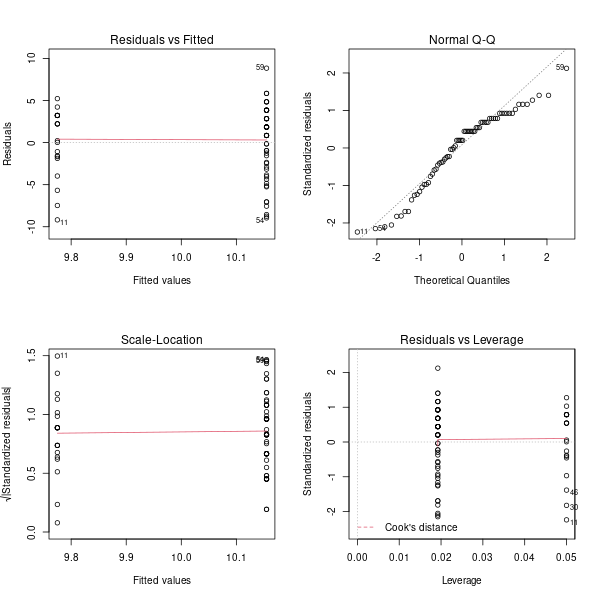 Residuals vs Fitted
Residuals
10
5
0
-5
-10
59
11
54
9.8 9.9 10.0 10.1
Fitted values
Normal Q-Q
Standardized residuals
2
1
0
-1
-2
59
11
54
-2 -1 0 1 2
Theoretical Quantiles
Scale-Location
√|Standardized residuals|
1.5
1.0
0.5
0.0
11
9.8 9.9 10.0 10.1
Fitted values
Residuals vs Leverage
Standardized residuals
2
1
0
-1
-2
46
30
11
Cook's distance
0.00 0.01 0.02 0.03 0.04 0.05
Leverage